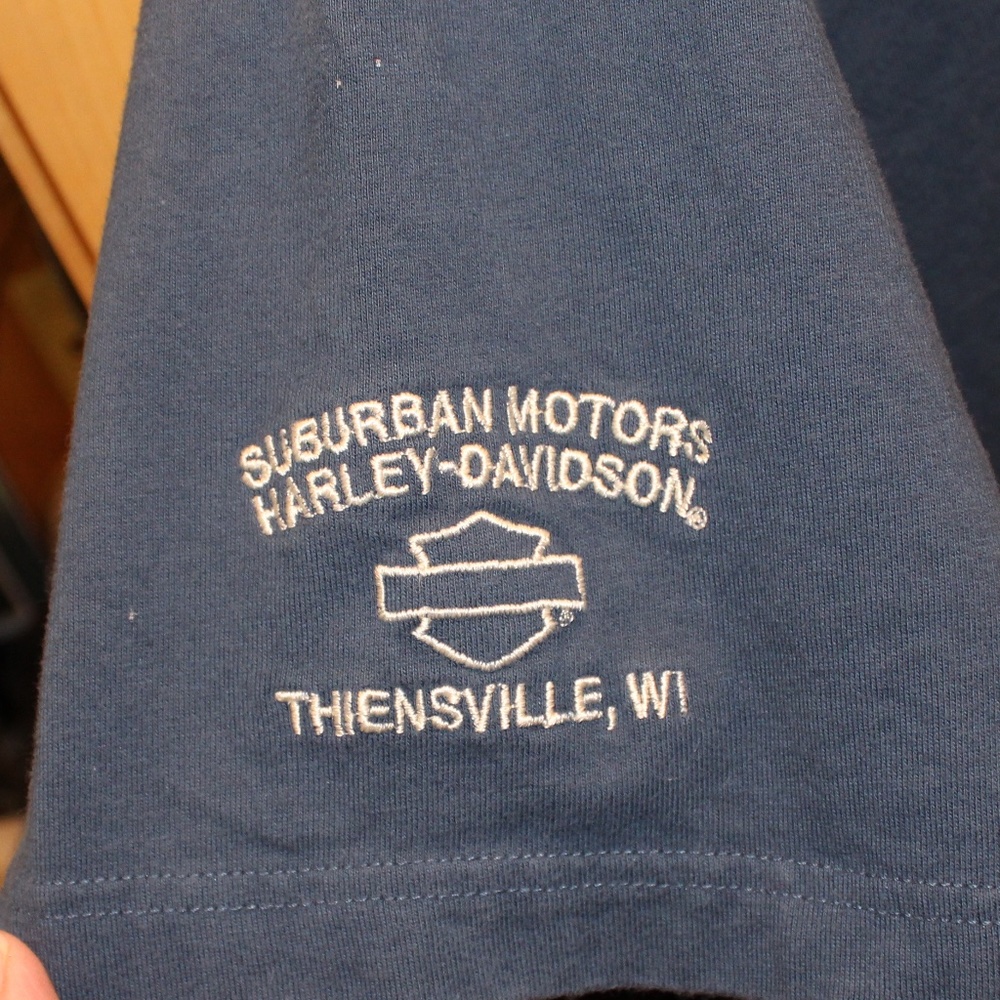 SUBURBAN MOTORS
HARLEY-DAVIDSON®
®
THIENSVILLE, WI